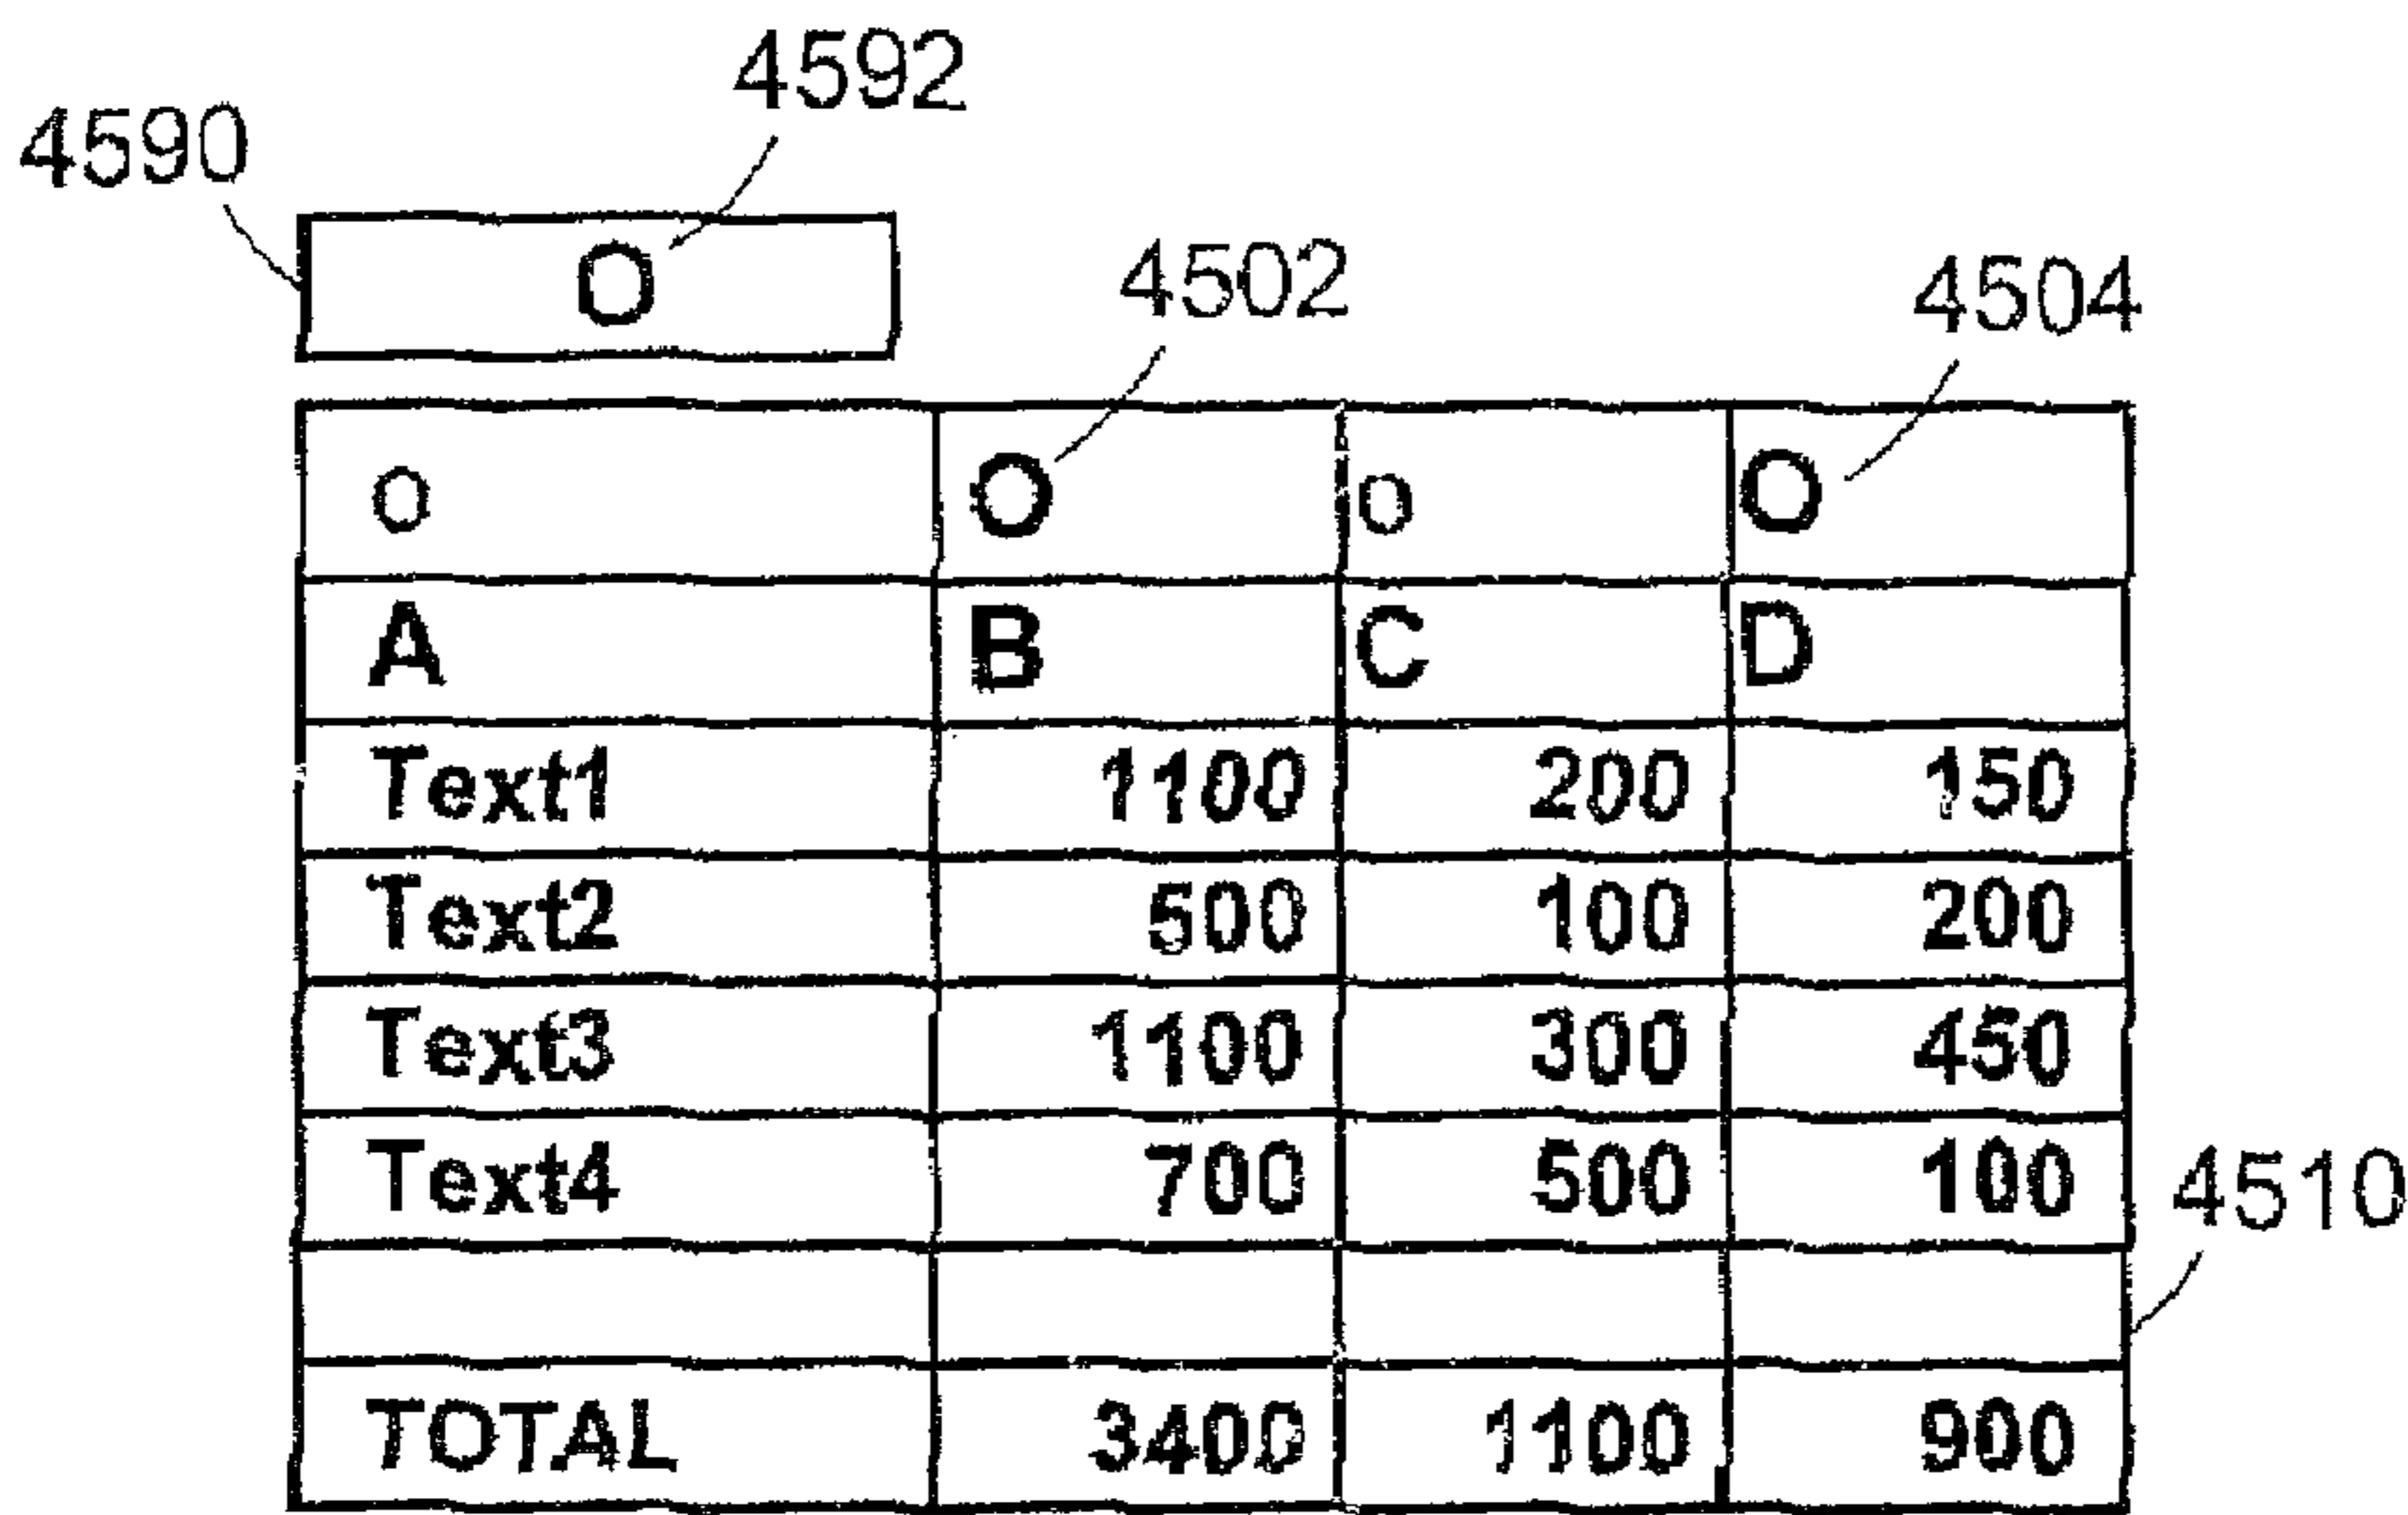 4592
4590
O
4502
4504
o O o O
A B C D
Text1 1100 200 150
Text2 500 100 200
Text3 1100 300 450
Text4 700 500 100
4510
TOTAL 3400 1100 900